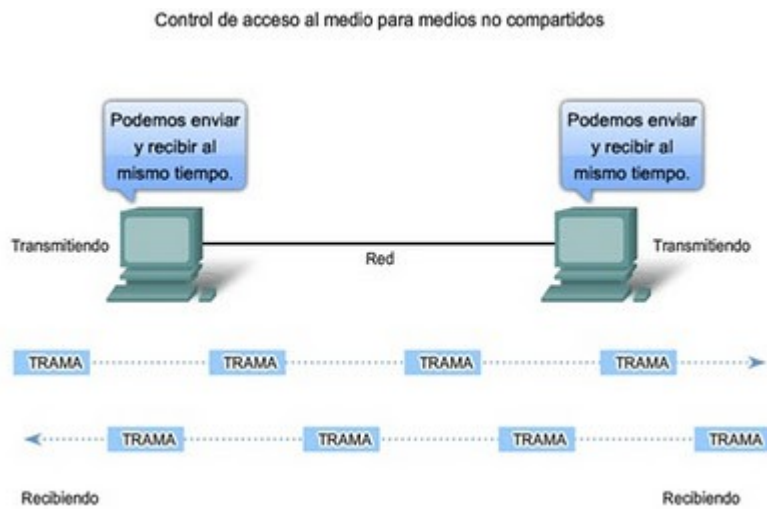 Control de acceso al medio para medios no compartidos
Podemos enviar
y recibir al
mismo tiempo.
Podemos enviar
y recibir al
mismo tiempo.
Transmitiendo
Red
Transmitiendo
TRAMA TRAMA TRAMA TRAMA
TRAMA TRAMA TRAMA TRAMA
Recibiendo
Recibiendo